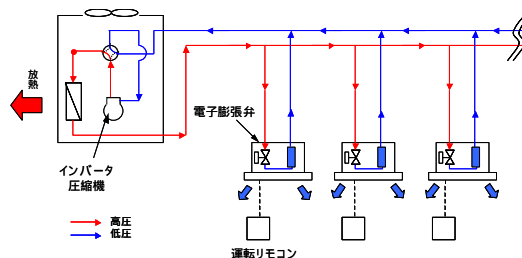 放熱
電子膨張弁
インバータ
圧縮機
高圧
低圧
運転リモコン